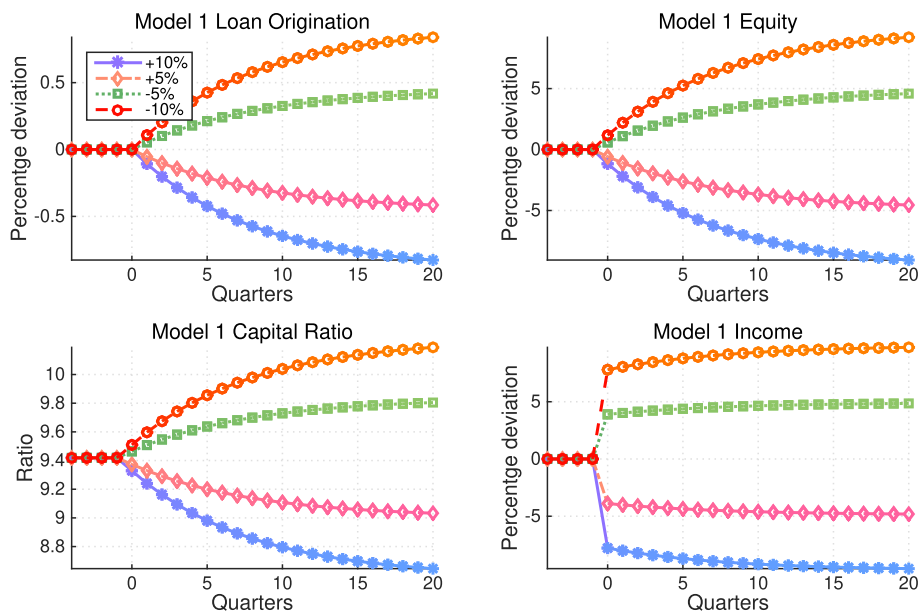 Model 1 Loan Origination
Percentge deviation
0.5
0
-0.5
+10%
+5%
-5%
-10%
0 5 10 15 20
Quarters
Model 1 Equity
Percentge deviation
5
0
-5
0 5 10 15 20
Quarters
Model 1 Capital Ratio
Ratio
10
9.8
9.6
9.4
9.2
9
8.8
0 5 10 15 20
Quarters
Model 1 Income
Percentge deviation
5
0
-5
0 5 10 15 20
Quarters